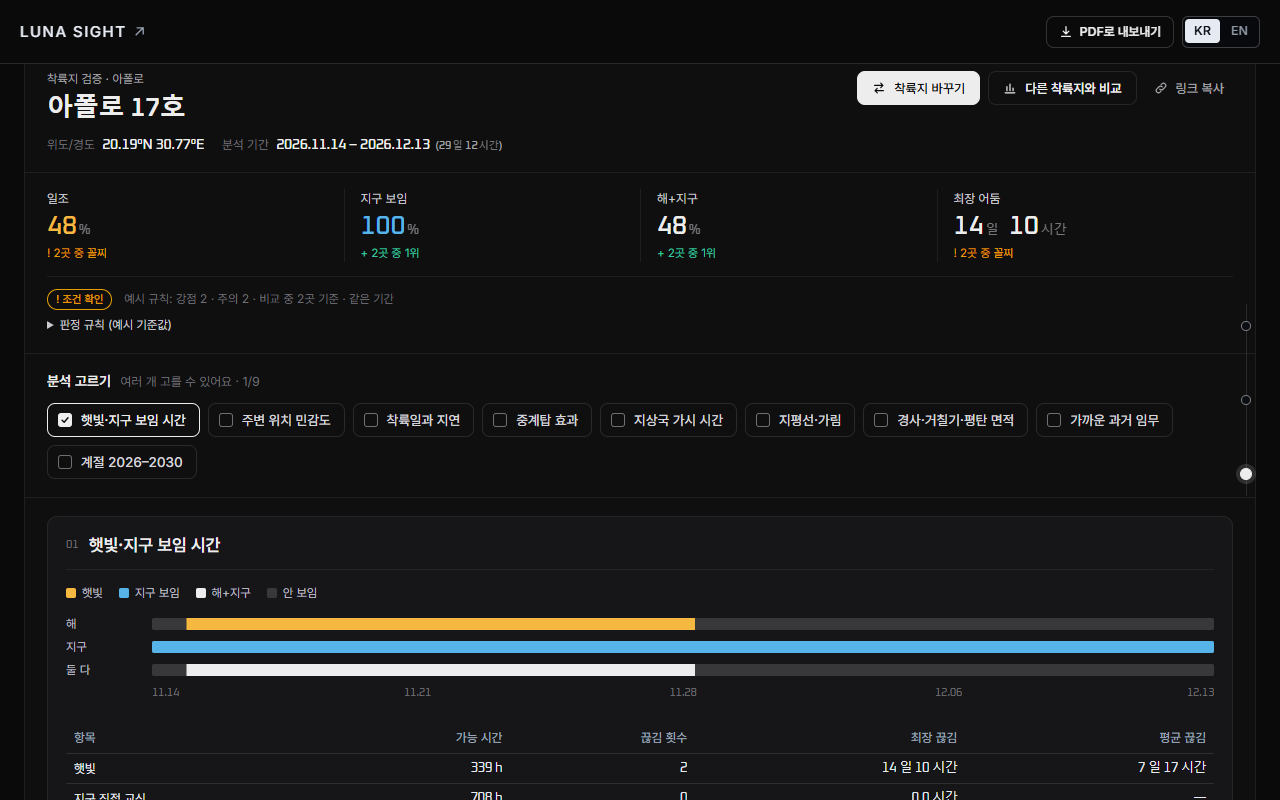 LUNA SIGHT ↗
PDF로 내보내기
KR EN
착륙지 검증 · 아폴로
아폴로 17호
착륙지 바꾸기
다른 착륙지와 비교
링크 복사
위도/경도 20.19°N 30.77°E 분석 기간 2026.11.14 – 2026.12.13 (29일 12시간)
일조 지구 보임 해+지구 최장 어둠
48% 100% 48% 14일 10시간
! 2곳 중 꼴찌 + 2곳 중 1위 + 2곳 중 1위 ! 2곳 중 꼴찌
! 조건 확인 예시 규칙: 강점 2 · 주의 2 · 비교 중 2곳 기준 · 같은 기간
▶ 판정 규칙 (예시 기준값)
분석 고르기 여러 개 고를 수 있어요 · 1/9
햇빛·지구 보임 시간 주변 위치 민감도 착륙일과 지연 중계탑 효과 지상국 가시 시간 지평선·가림 경사·거칠기·평탄 면적 가까운 과거 임무
계절 2026–2030
01 햇빛·지구 보임 시간
햇빛 지구 보임 해+지구 안 보임
해
지구
둘 다
11.14 11.21 11.28 12.06 12.13
항목 가능 시간 끊김 횟수 최장 끊김 평균 끊김
햇빛 339 h 2 14 일 10 시간 7 일 17 시간
지구 직접 교신 708 h 0 0.0 시간 —